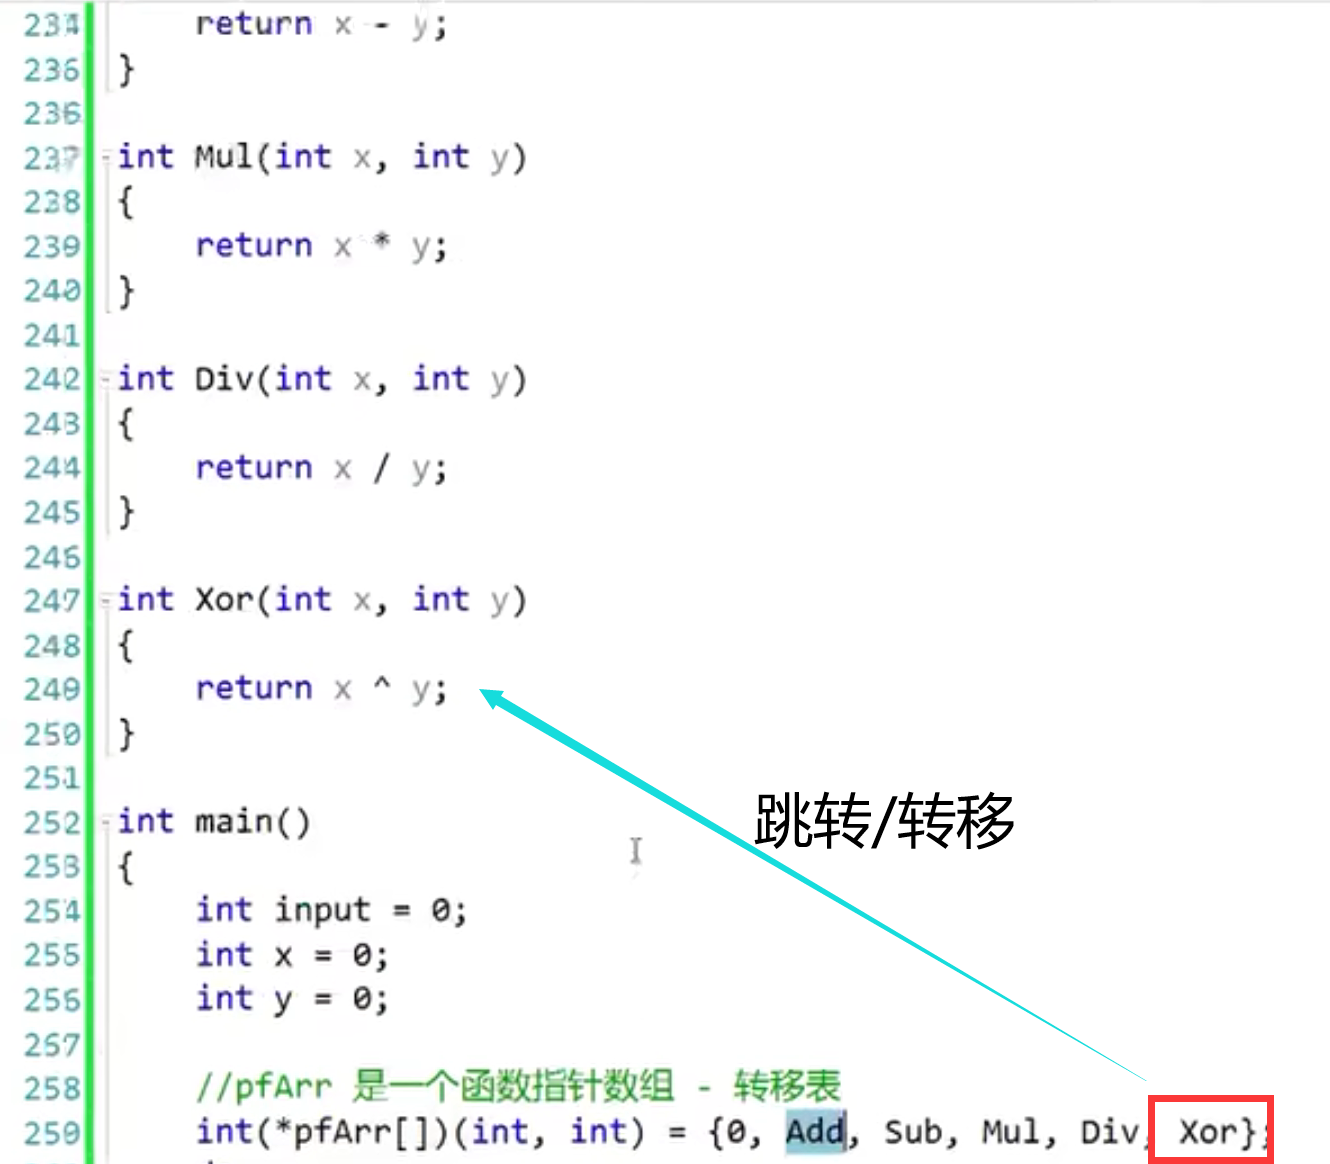 234 return x - y;
236 }
236
237 int Mul(int x, int y)
238 {
239 return x * y;
240 }
241
242 int Div(int x, int y)
243 {
244 return x / y;
245 }
246
247 int Xor(int x, int y)
248 {
249 return x ^ y;
250 }
251
252 int main()
跳转/转移
253 {
254 int input = 0;
255 int x = 0;
256 int y = 0;
257
258 //pfArr 是一个函数指针数组 - 转移表
259 int(*pfArr[])(int, int) = {0, Add, Sub, Mul, Div, Xor};